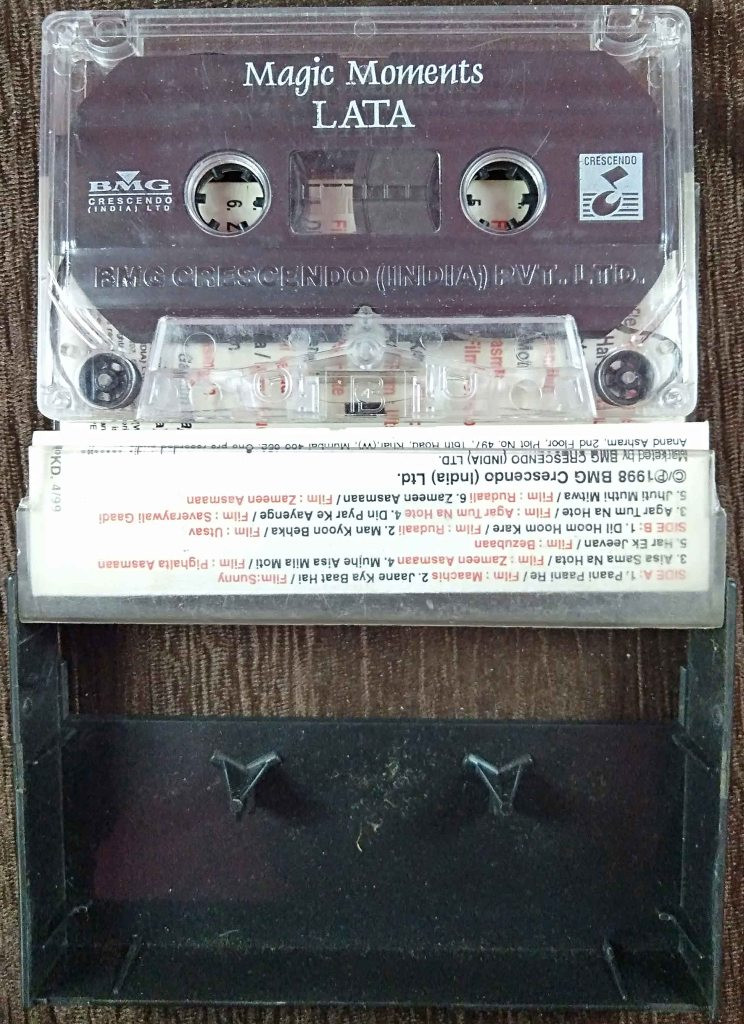 Magic Moments
LATA
BMG
CRESCENDO
(INDIA) LTD
CRESCENDO
6.
5.
BMG CRESCENDO (INDIA) PVT. LTD.
SIDE A: 1. Paani Paani Re / Film : Maachis 2. Jaane Kya Baat Hai / Film:Sunny
3. Aisa Sama Na Hota / Film : Zameen Aasmaan 4. Mujhe Aisa Mila Moti / Film : Pighalta Aasmaan
5. Har Ek Jeevan / Film : Bezubaan
SIDE B: 1. Dil Hoom Hoom Kare / Film : Rudaali 2. Man Kyoon Behka / Film : Utsav
3. Agar Tum Na Hote / Film : Agar Tum Na Hote 4. Din Pyar Ke Aayenge / Film : Saveraywali Gaadi
5. Jhuti Muthi Mitwa / Film : Rudaali 6. Zameen Aasmaan / Film : Zameen Aasmaan
©/℗1998 BMG Crescendo (India) Ltd.
Marketed by BMG CRESCENDO (INDIA) LTD.
Anand Ashram, 2nd Floor, Plot No. 497, 15th Road, Khar (W), Mumbai 400 052.
KD. 4/99